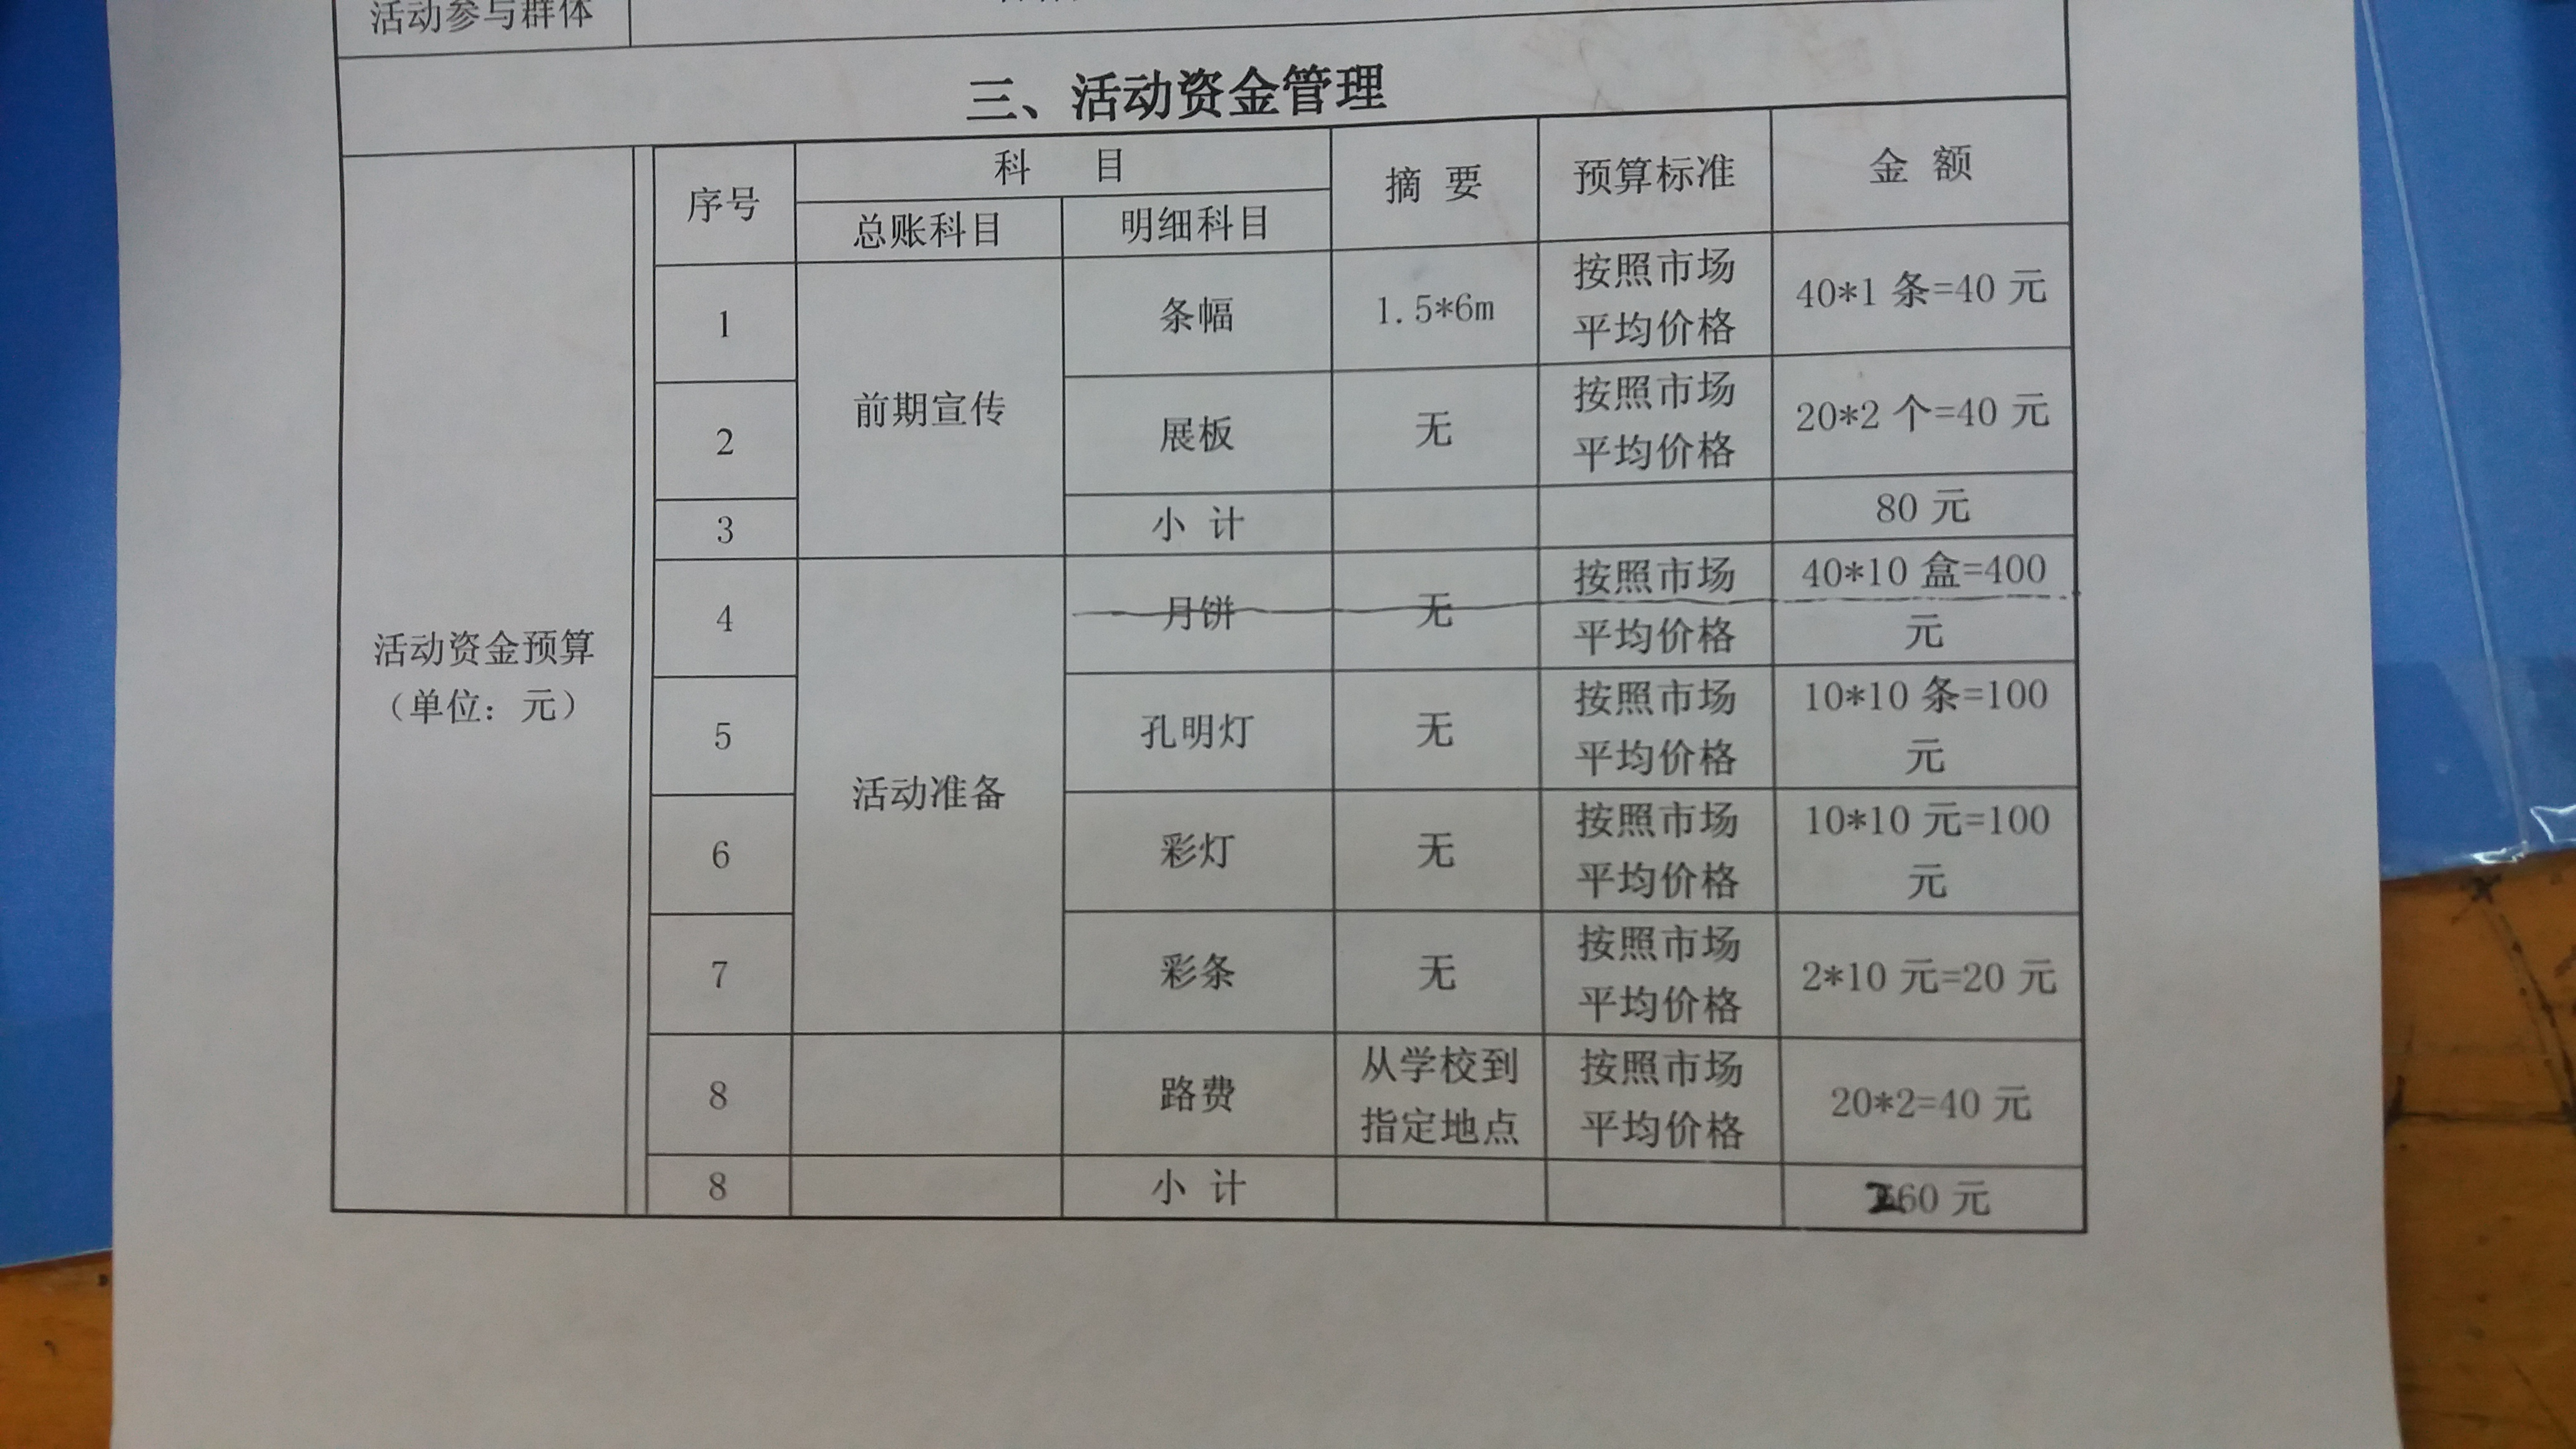 活动参与群体
三、活动资金管理
活动资金预算
（单位：元）
序号
科 目
摘 要
预算标准
金 额
总账科目
明细科目
1
前期宣传
条幅
1.5*6m
按照市场
平均价格
40*1 条=40 元
2
展板
无
按照市场
平均价格
20*2 个=40 元
3
小 计
80 元
4
活动准备
月饼
无
按照市场
平均价格
40*10 盒=400
元
5
孔明灯
无
按照市场
平均价格
10*10 条=100
元
6
彩灯
无
按照市场
平均价格
10*10 元=100
元
7
彩条
无
按照市场
平均价格
2*10 元=20 元
8
路费
从学校到
指定地点
按照市场
平均价格
20*2=40 元
8
小 计
260 元